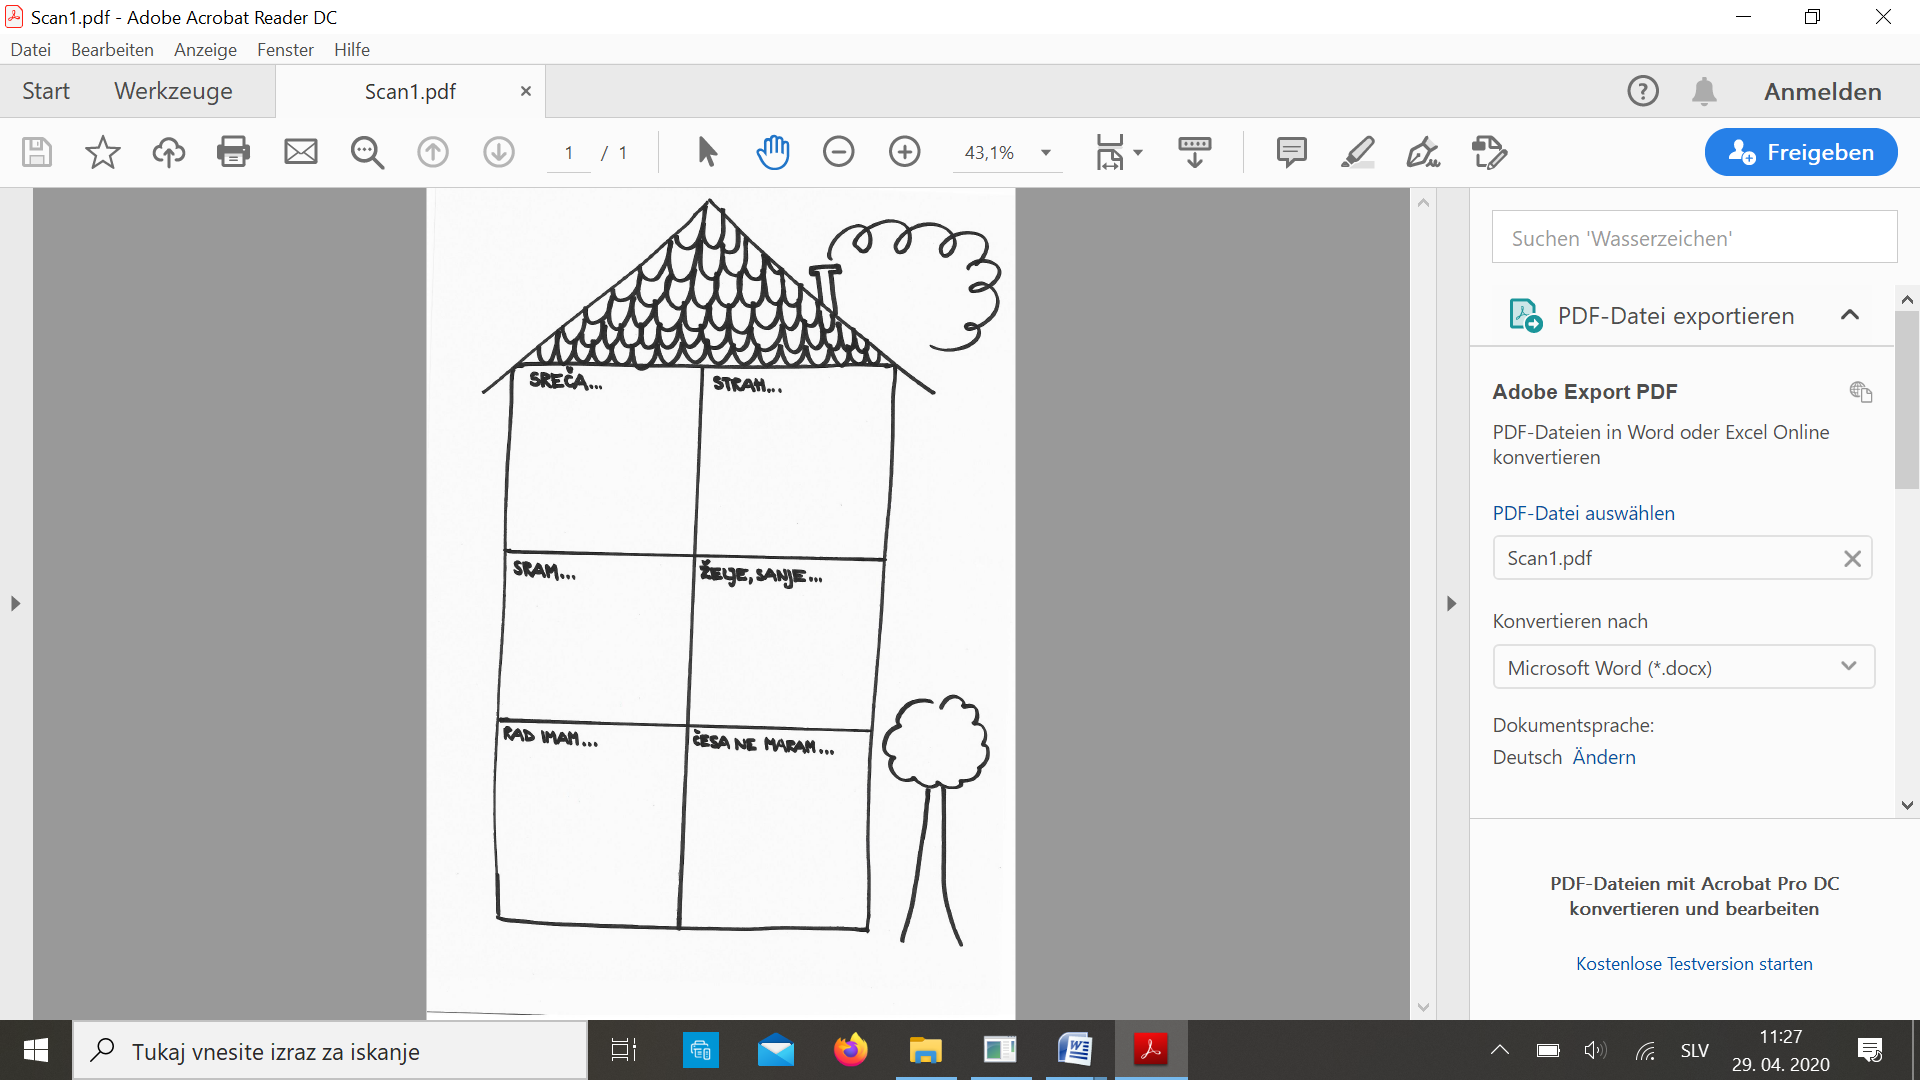 Scan1.pdf - Adobe Acrobat Reader DC
Datei Bearbeiten Anzeige Fenster Hilfe
Start Werkzeuge Scan1.pdf Anmelden
1 / 1 43,1% Freigeben
SREČA...
STRAH...
SRAM...
ŽELJE, SANJE...
RAD IMAM...
ČESA NE MARAM...
Suchen 'Wasserzeichen'
PDF-Datei exportieren
Adobe Export PDF
PDF-Dateien in Word oder Excel Online
konvertieren
PDF-Datei auswählen
Scan1.pdf
Konvertieren nach
Microsoft Word (*.docx)
Dokumentsprache:
Deutsch Ändern
PDF-Dateien mit Acrobat Pro DC
konvertieren und bearbeiten
Kostenlose Testversion starten
Tukaj vnesite izraz za iskanje
SLV
11:27
29. 04. 2020